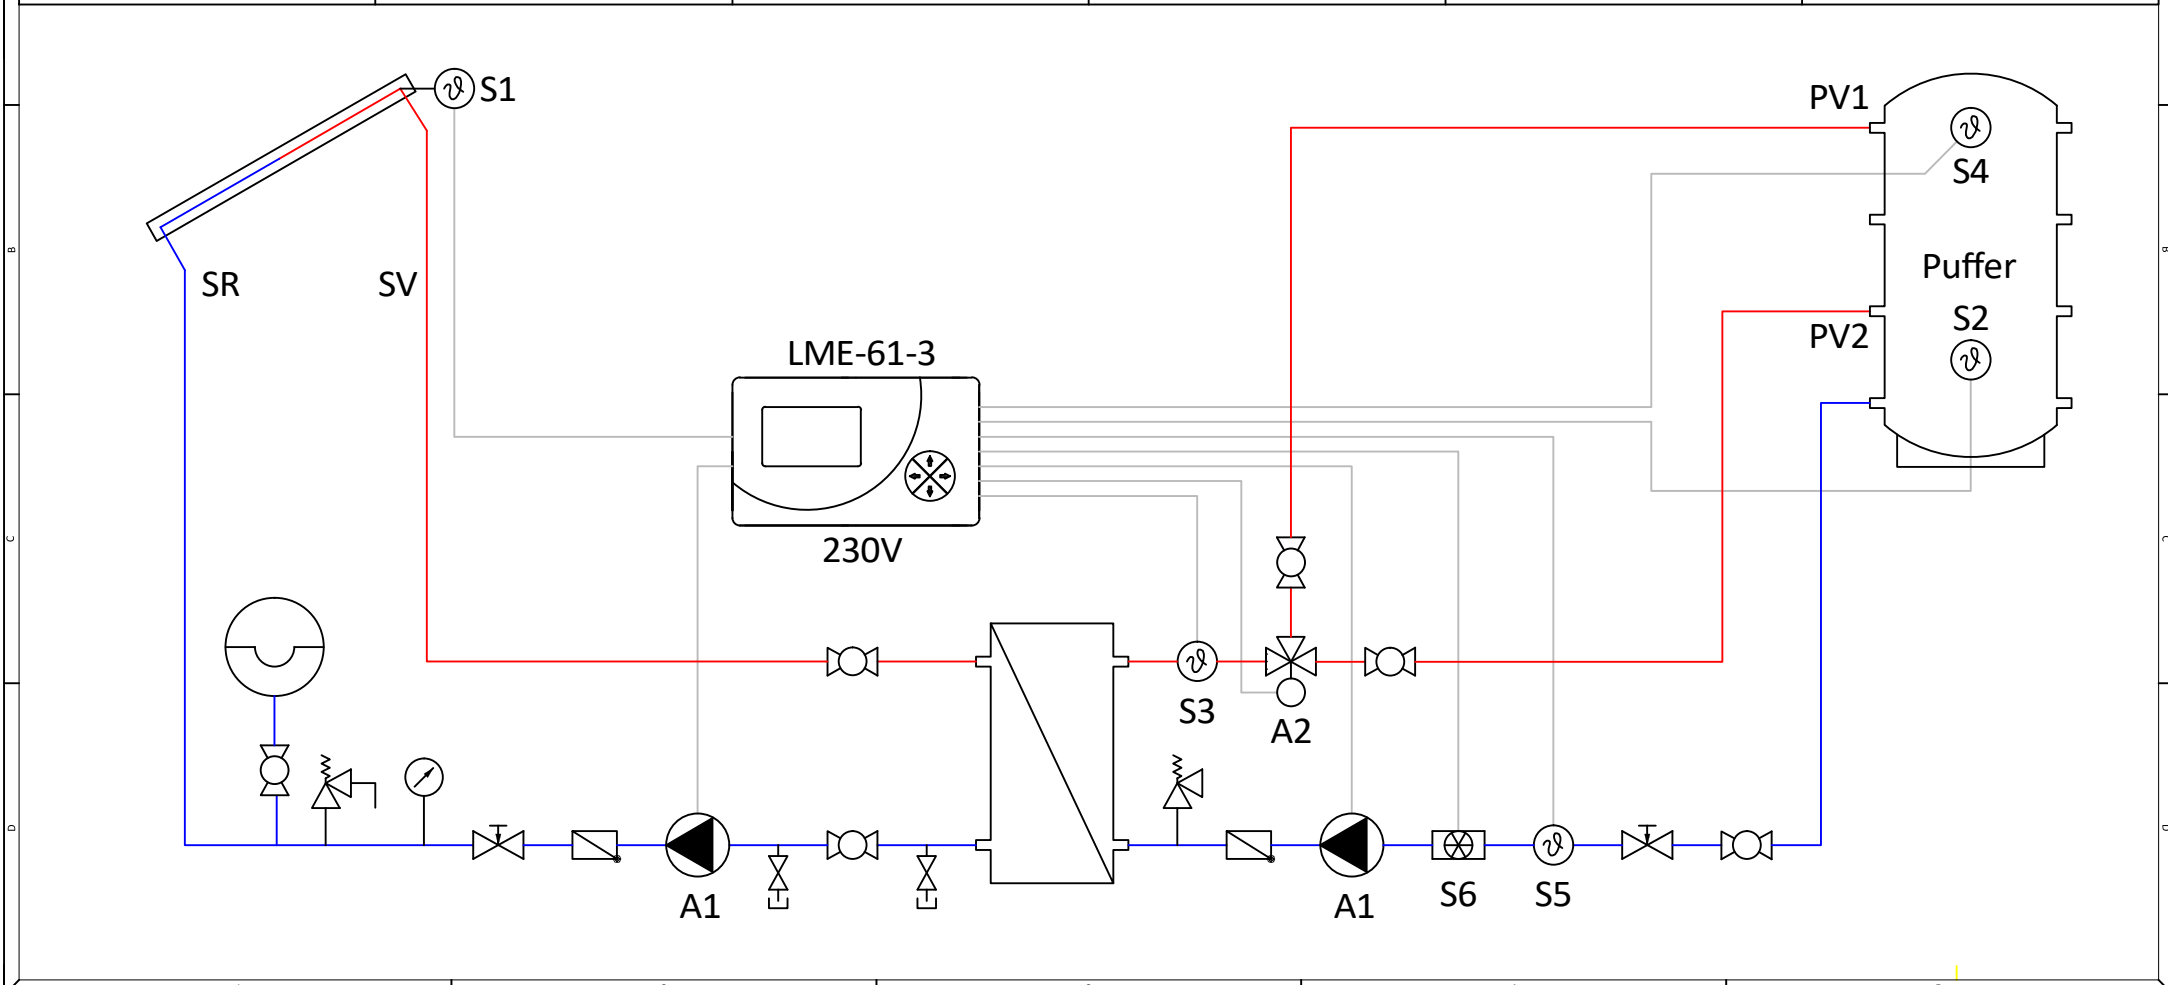 S1
PV1
S4
SR
SV
B
Puffer
S2
PV2
LME-61-3
230V
C
S3
A2
D
A1
A1
S6
S5